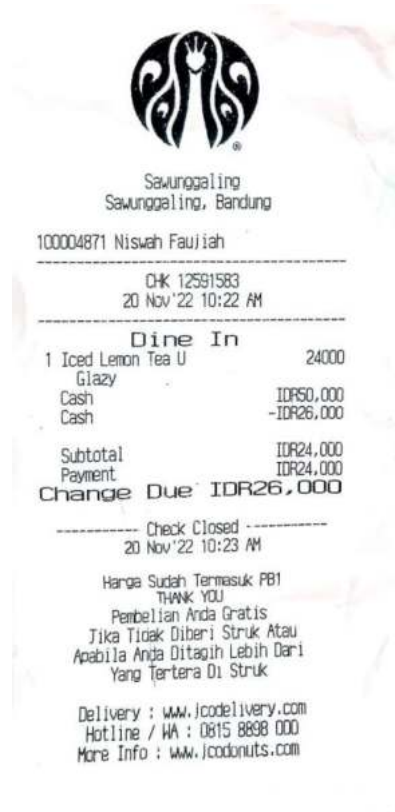 Sawunggaling
Sawunggaling, Bandung
100004871 Niswah Faujiah
CHK 12591583
20 Nov'22 10:22 AM
Dine In
1 Iced Lemon Tea U 24000
Glazy
Cash IDR50,000
Cash -IDR26,000
Subtotal IDR24,000
Payment IDR24,000
Change Due IDR26,000
----------- Check Closed -----------
20 Nov'22 10:23 AM
Harga Sudah Termasuk PB1
THANK YOU
Pembelian Anda Gratis
Jika Tidak Diberi Struk Atau
Apabila Anda Ditagih Lebih Dari
Yang Tertera Di Struk
Delivery : www.jcodelivery.com
Hotline / WA : 0815 8898 000
More Info : www.jcodonuts.com